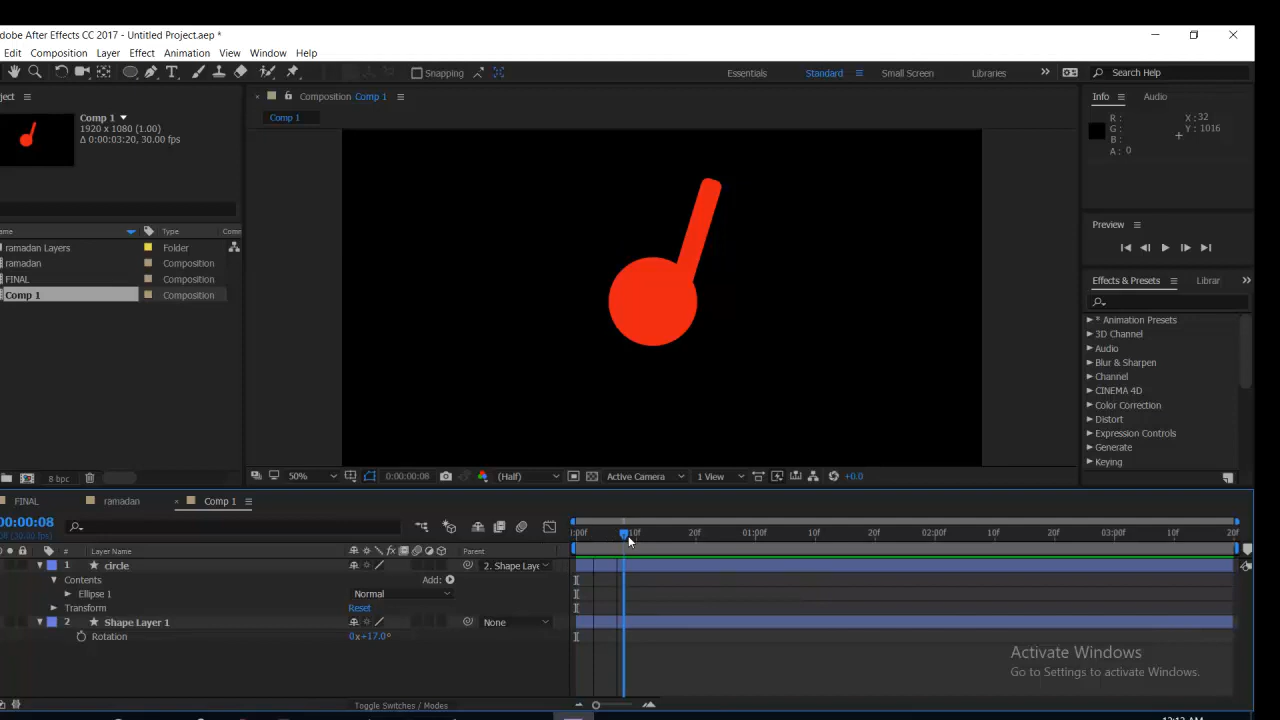 dobe After Effects CC 2017 - Untitled Project.aep *
Edit Composition Layer Effect Animation View Window Help
Snapping Essentials Standard Small Screen Libraries Search Help
ject Composition Comp 1 Info Audio
Comp 1
1920 x 1080 (1.00)
Δ 0:00:03:20, 30.00 fps
Comp 1
R :
G :
B :
A : 0
X : 32
Y : 1016
Preview
ame Type Comm
ramadan Layers Folder
ramadan Composition
FINAL Composition
Comp 1 Composition
Effects & Presets Librar
* Animation Presets
3D Channel
Audio
Blur & Sharpen
Channel
CINEMA 4D
Color Correction
Distort
Expression Controls
Generate
Keying
8 bpc 50% 0:00:00:08 (Half) Active Camera 1 View +0.0
FINAL ramadan Comp 1
00:00:08
:00f 10f 20f 01:00f 10f 20f 02:00f 10f 20f 03:00f 10f 20f
# Layer Name Parent
1 circle 2. Shape Laye
Contents Add:
Ellipse 1 Normal
Transform Reset
2 Shape Layer 1 None
Rotation 0x+17.0°
Activate Windows
Go to Settings to activate Windows.
Toggle Switches / Modes